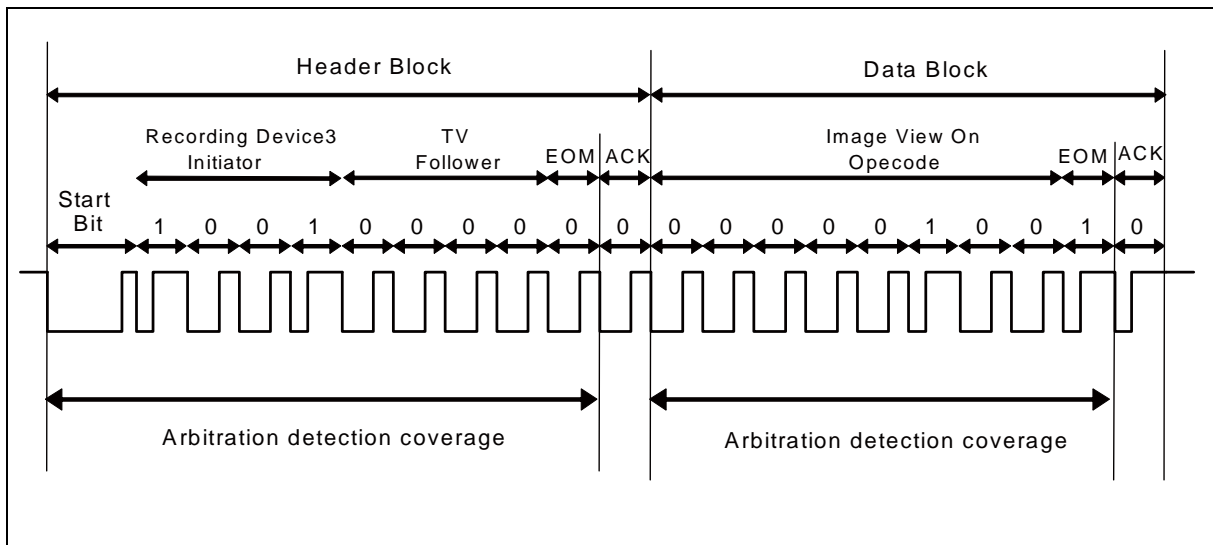 Header Block
Data Block
Recording Device3
Initiator
TV
Follower
EOM
ACK
Image View On
Opecode
EOM
ACK
Start
Bit
1 0 0 1 0 0 0 0 0 0 0 0 0 0 0 1 0 0 1 0
Arbitration detection coverage
Arbitration detection coverage